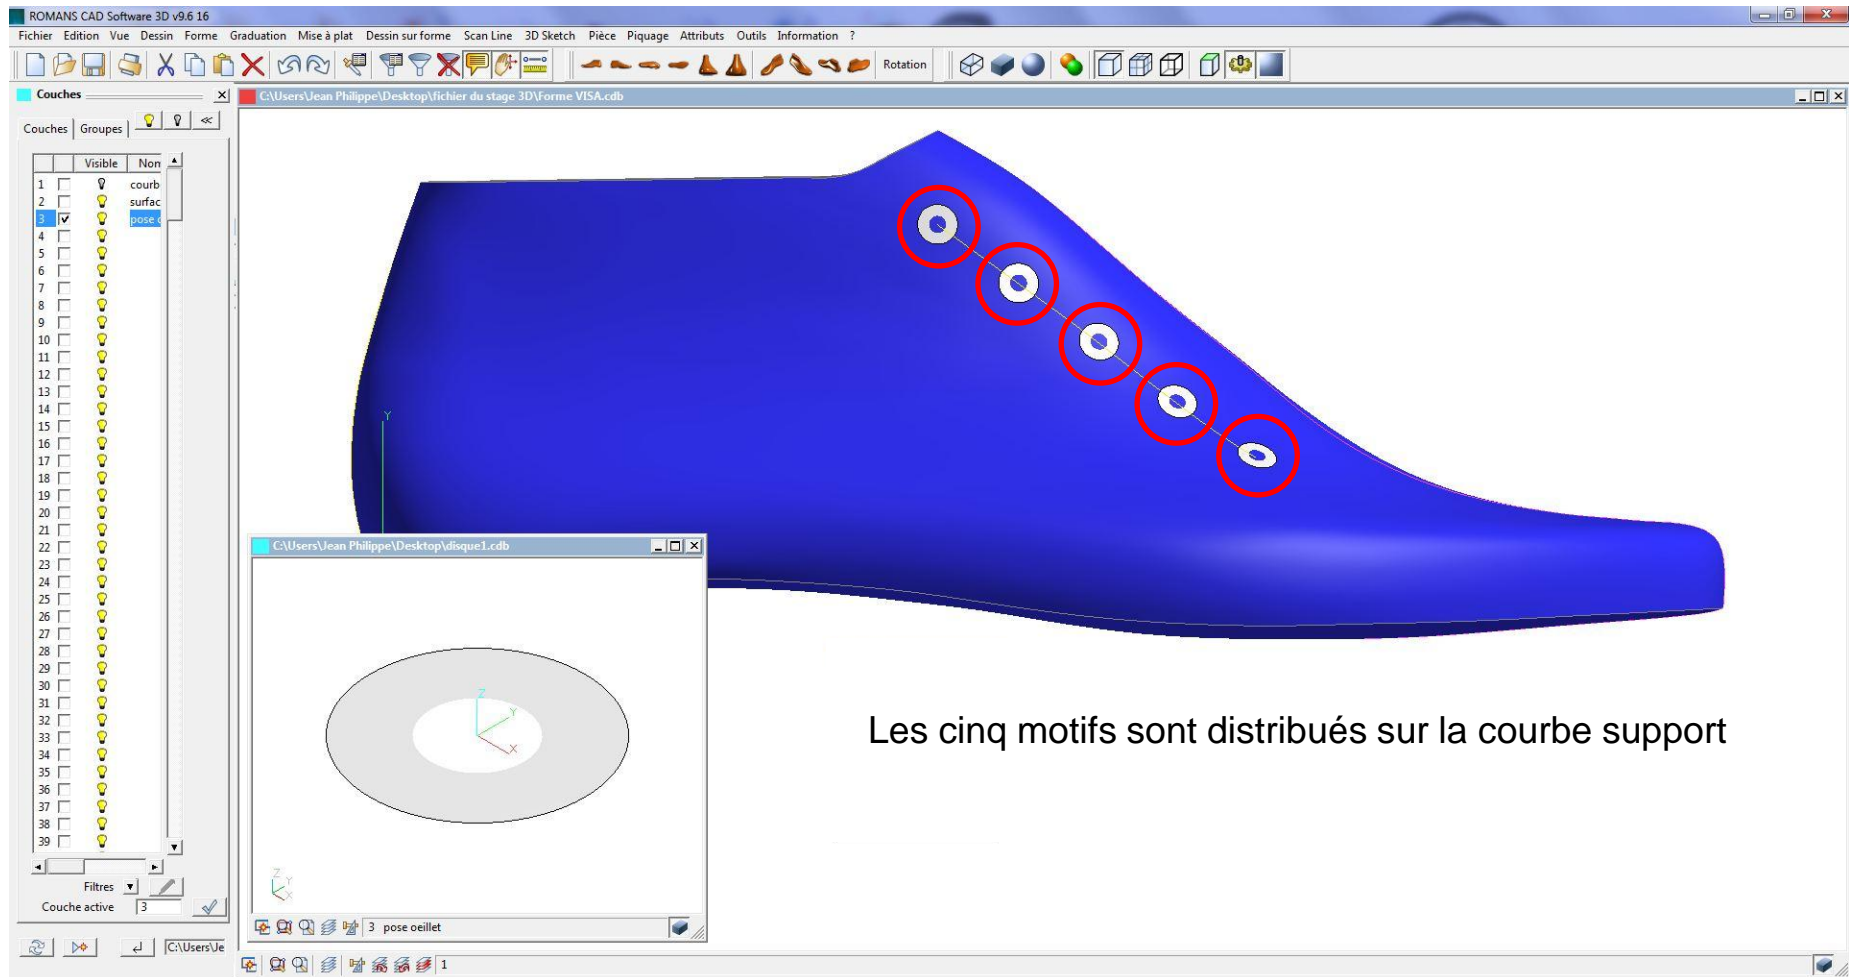 ROMANS CAD Software 3D v9.6 16
Fichier Edition Vue Dessin Forme Graduation Mise à plat Dessin sur forme Scan Line 3D Sketch Pièce Piquage Attributs Outils Information ?
Rotation
Couches
C:\Users\Jean Philippe\Desktop\fichier du stage 3D\Forme VISA.cdb
Couches Groupes
Visible Nom
1 courb
2 surfac
3 pose
4
5
6
7
8
9
10
11
12
13
14
15
16
17
18
19
20
21
22
23
24
25
26
27
28
29
30
31
32
33
34
35
36
37
38
39
Y
C:\Users\Jean Philippe\Desktop\disque1.cdb
Z
Y
X
Les cinq motifs sont distribués sur la courbe support
Z
Y
X
Filtres
Couche active 3
3 pose oeillet
C:\Users\Je
1